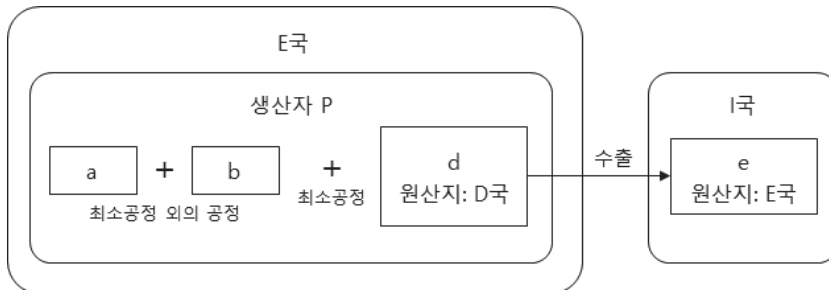 E국
생산자 P
I국
a + b + d
원산지: D국
최소공정 외의 공정
최소공정
수출
e
원산지: E국